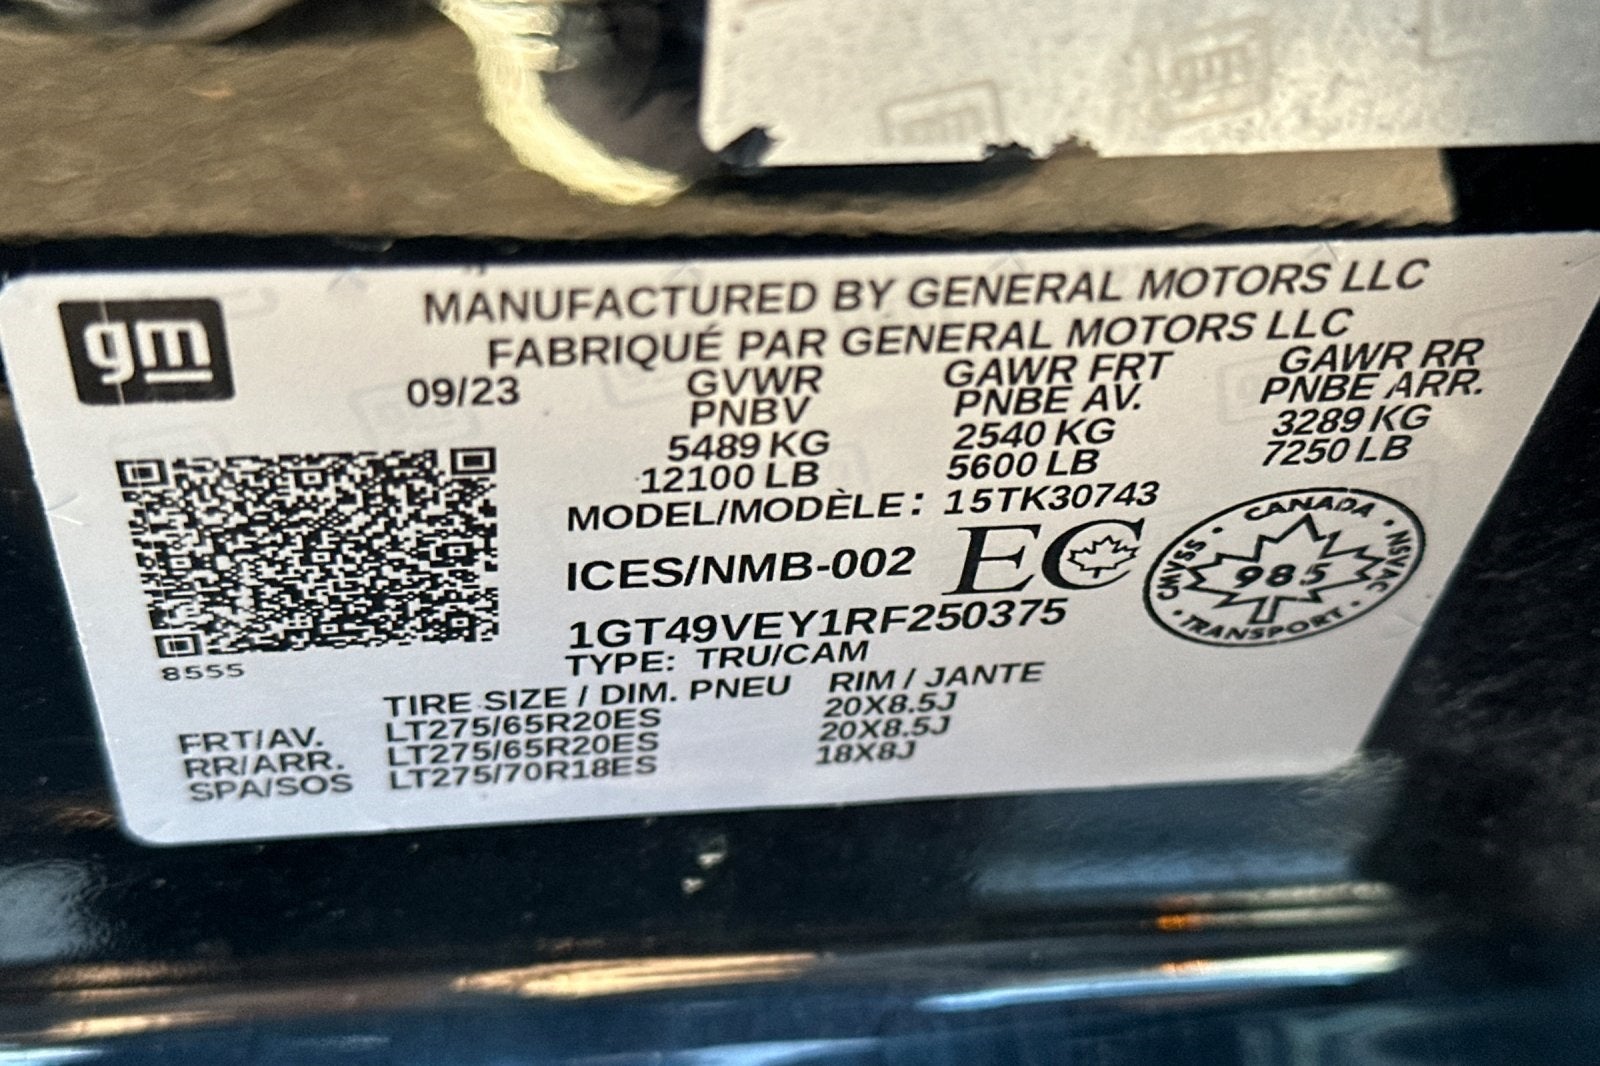 gm
MANUFACTURED BY GENERAL MOTORS LLC
FABRIQUÉ PAR GENERAL MOTORS LLC
09/23 GVWR GAWR FRT GAWR RR
PNBV PNBE AV. PNBE ARR.
5489 KG 2540 KG 3289 KG
12100 LB 5600 LB 7250 LB
MODEL/MODÈLE: 15TK30743
ICES/NMB-002 EC
CANADA
CMVSS 985 NSVAC
TRANSPORT
1GT49VEY1RF250375
TYPE: TRU/CAM
8555
TIRE SIZE / DIM. PNEU RIM / JANTE
FRT/AV. LT275/65R20ES 20X8.5J
RR/ARR. LT275/65R20ES 20X8.5J
SPA/SOS LT275/70R18ES 18X8J